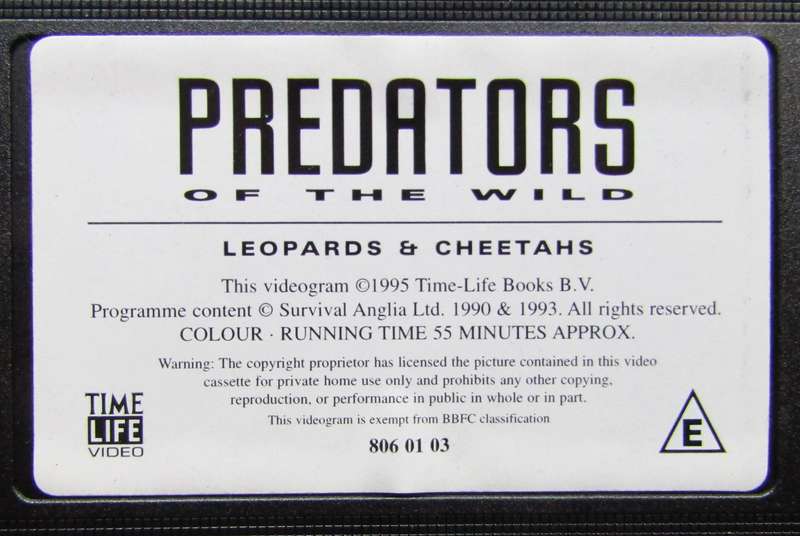 PREDATORS
OF THE WILD
LEOPARDS & CHEETAHS
This videogram ©1995 Time-Life Books B.V.
Programme content © Survival Anglia Ltd. 1990 & 1993. All rights reserved.
COLOUR · RUNNING TIME 55 MINUTES APPROX.
Warning: The copyright proprietor has licensed the picture contained in this video
cassette for private home use only and prohibits any other copying,
reproduction, or performance in public in whole or in part.
This videogram is exempt from BBFC classification
806 01 03
TIME
LIFE
VIDEO
E